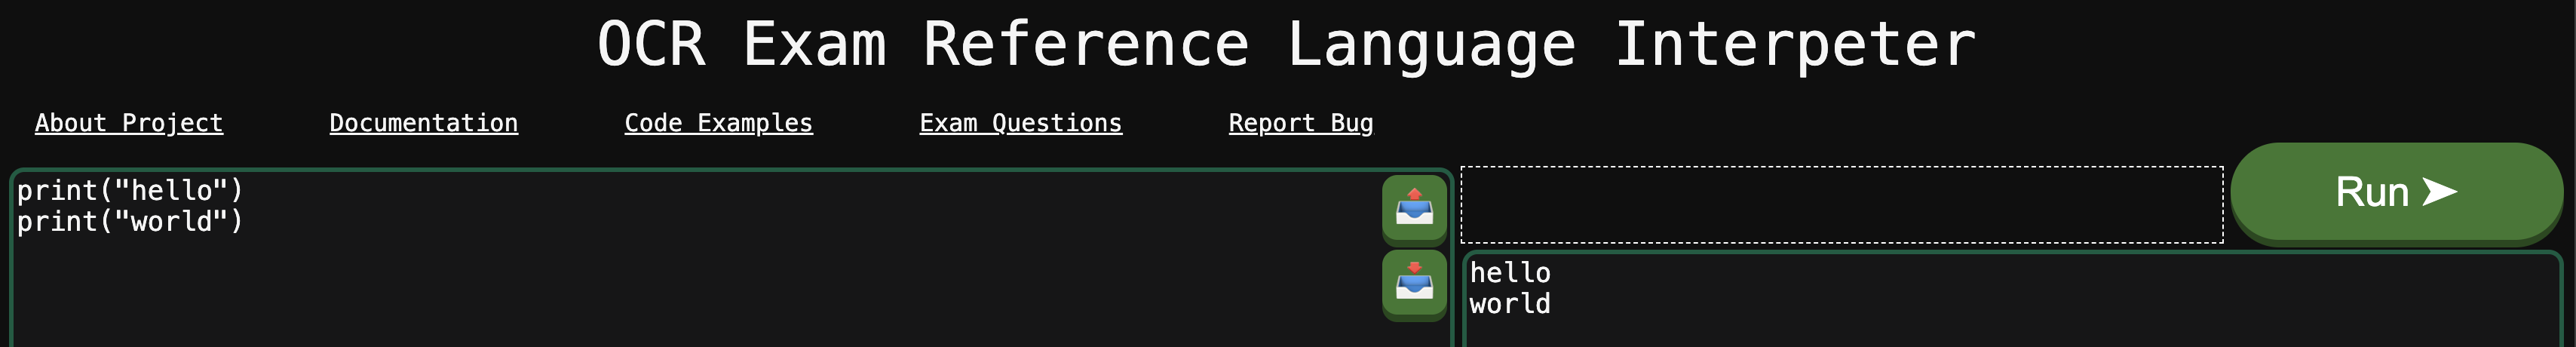 OCR Exam Reference Language Interpeter
About Project Documentation Code Examples Exam Questions Report Bug
print("hello")
print("world")
Run ➤
hello
world